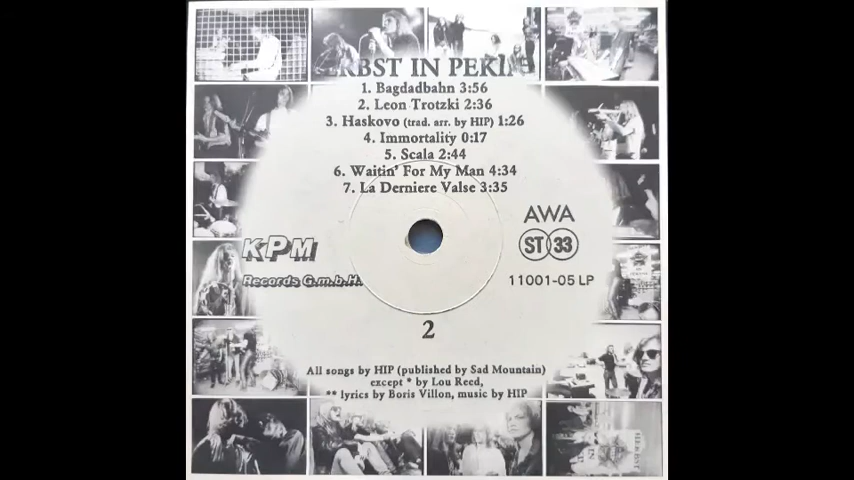 ERBST IN PEKIN
1. Bagdadbahn 3:56
2. Leon Trotzki 2:36
3. Haskovo (trad. arr. by HIP) 1:26
4. Immortality 0:17
5. Scala 2:44
6. Waitin' For My Man 4:34
7. La Derniere Valse 3:35
KPM
Records G.m.b.H.
AWA
ST 33
11001-05 LP
2
All songs by HIP (published by Sad Mountain)
except * by Lou Reed,
** lyrics by Boris Villon, music by HIP